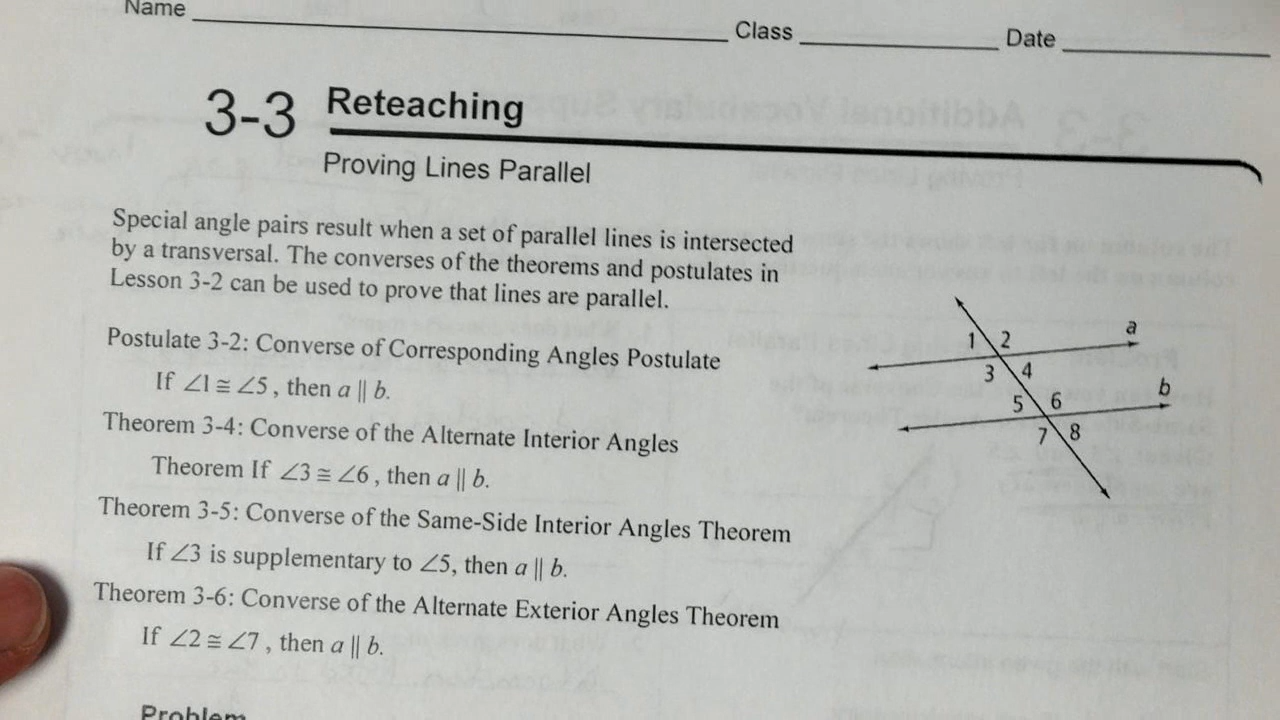 Name ____ Class ____ Date ____
3-3 Reteaching
Proving Lines Parallel
Special angle pairs result when a set of parallel lines is intersected
by a transversal. The converses of the theorems and postulates in
Lesson 3-2 can be used to prove that lines are parallel.
Postulate 3-2: Converse of Corresponding Angles Postulate
If ∠1 ≅ ∠5, then a || b.
Theorem 3-4: Converse of the Alternate Interior Angles
Theorem If ∠3 ≅ ∠6, then a || b.
Theorem 3-5: Converse of the Same-Side Interior Angles Theorem
If ∠3 is supplementary to ∠5, then a || b.
Theorem 3-6: Converse of the Alternate Exterior Angles Theorem
If ∠2 ≅ ∠7, then a || b.
1 2 a
3 4
5 6 b
7 8
Problem